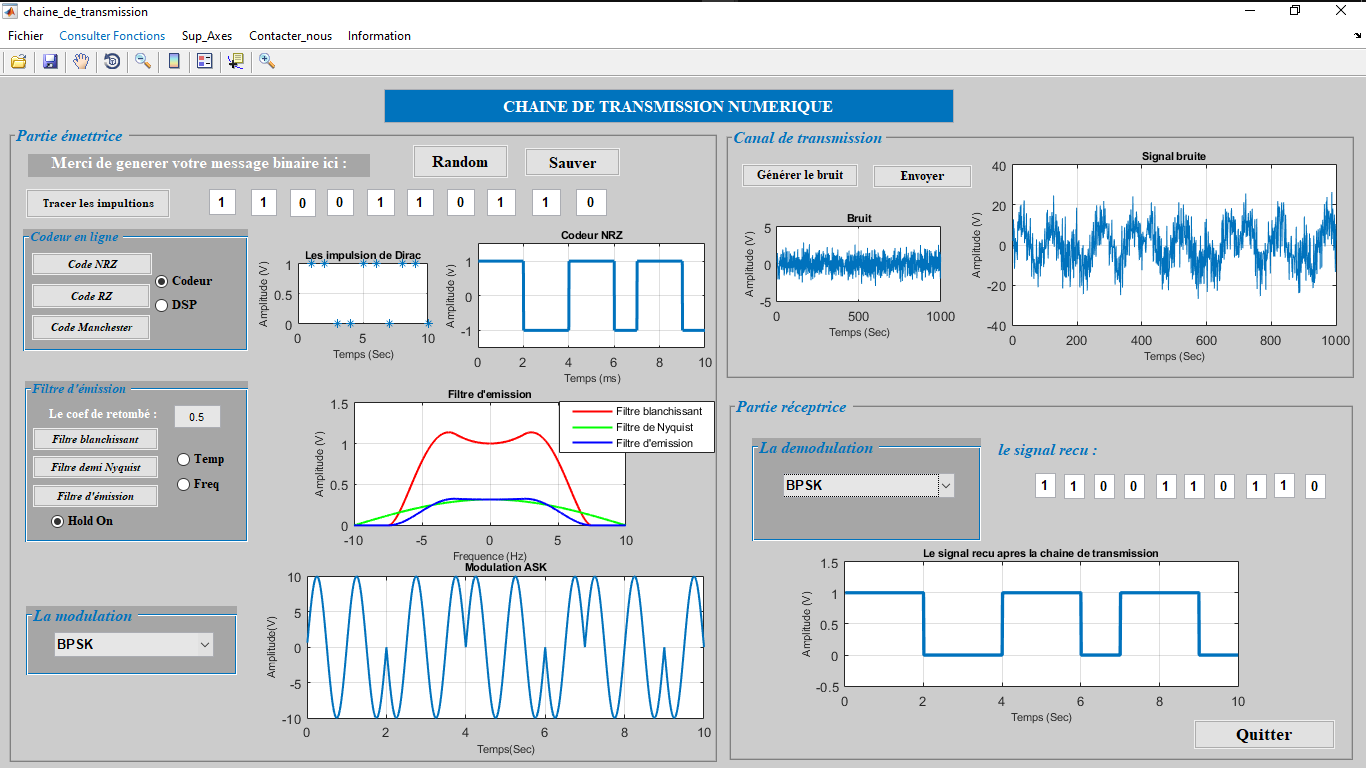 chaine_de_transmission
Fichier Consulter Fonctions Sup_Axes Contacter_nous Information
CHAINE DE TRANSMISSION NUMERIQUE
Partie émettrice
Merci de generer votre message binaire ici :
Random
Sauver
Tracer les impultions
1 1 0 0 1 1 0 1 1 0
Codeur en ligne
Code NRZ
Code RZ
Code Manchester
Codeur
DSP
Les impulsion de Dirac
Amplitude (V)
1
0.5
0
0 5 10
Temps (Sec)
Codeur NRZ
Amplitude (v)
1
0
-1
0 2 4 6 8 10
Temps (ms)
Filtre d'émission
Le coef de retombé :
0.5
Filtre blanchissant
Filtre demi Nyquist
Filtre d'émission
Temp
Freq
Hold On
Filtre d'emission
Amplitude (V)
1.5
1
0.5
0
-10 -5 0 5 10
Frequence (Hz)
Filtre blanchissant
Filtre de Nyquist
Filtre d'emission
La modulation
BPSK
Modulation ASK
Amplitude(V)
10
5
0
-5
-10
0 2 4 6 8 10
Temps(Sec)
Canal de transmission
Générer le bruit
Envoyer
Bruit
Amplitude (V)
5
0
-5
0 500 1000
Temps (Sec)
Signal bruite
Amplitude (V)
40
20
0
-20
-40
0 200 400 600 800 1000
Temps (Sec)
Partie réceptrice
La demodulation
BPSK
le signal recu :
1 1 0 0 1 1 0 1 1 0
Le signal recu apres la chaine de transmission
Amplitude (V)
1.5
1
0.5
0
-0.5
0 2 4 6 8 10
Temps (Sec)
Quitter